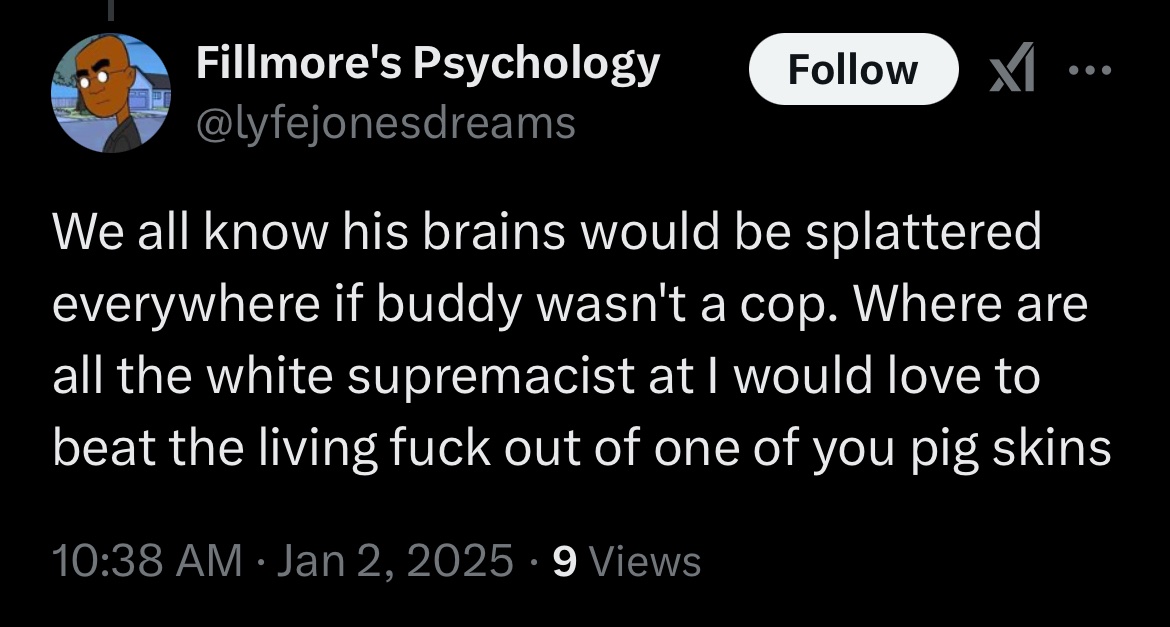 Fillmore's Psychology
Follow
@lyfejonesdreams
We all know his brains would be splattered
everywhere if buddy wasn't a cop. Where are
all the white supremacist at I would love to
beat the living fuck out of one of you pig skins
10:38 AM · Jan 2, 2025 · 9 Views